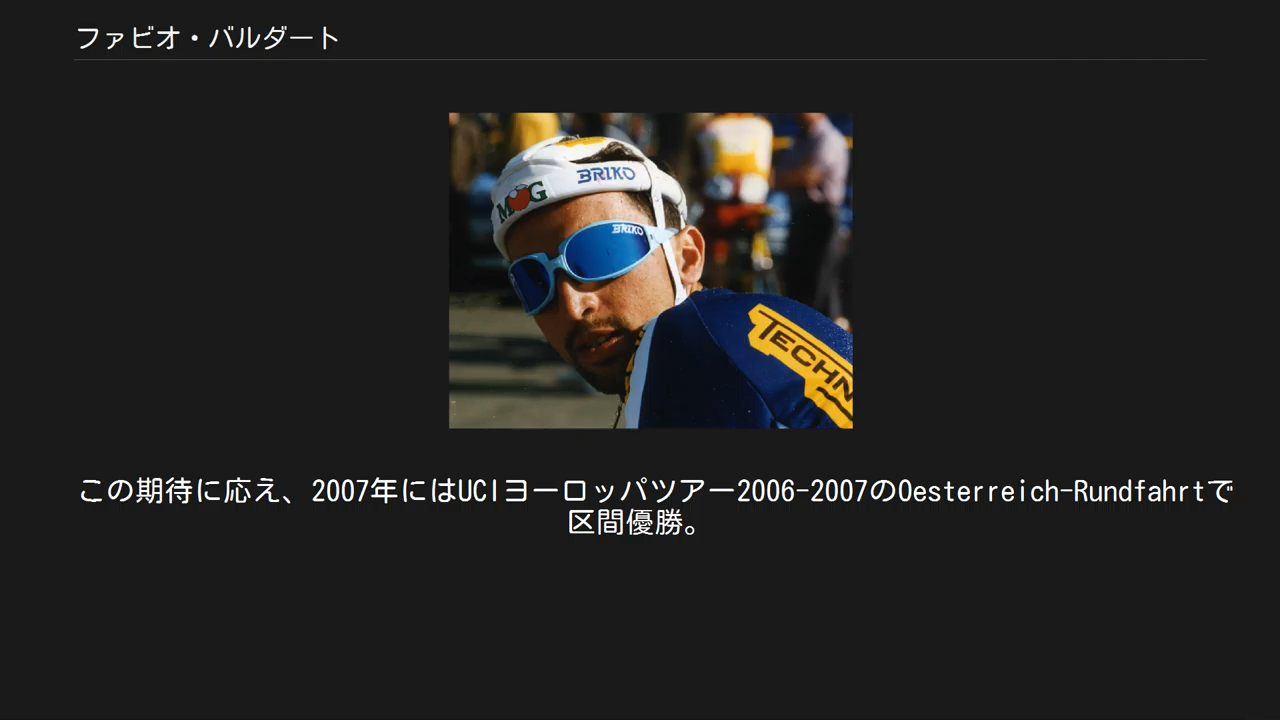 ファビオ・バルダート
BRIKO
MG
BRIKO
TECHN
この期待に応え、2007年にはUCIヨーロッパツアー2006-2007のOesterreich-Rundfahrtで
区間優勝。